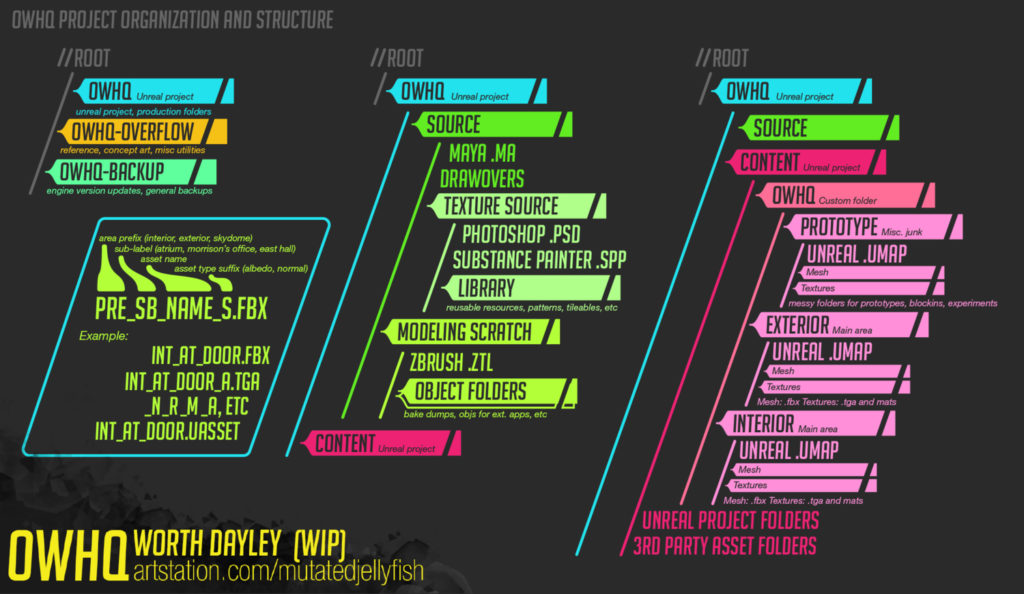 OWHQ PROJECT ORGANIZATION AND STRUCTURE
//ROOT
OWHQ Unreal project
unreal project, production folders
OWHQ-OVERFLOW
reference, concept art, misc utilities
OWHQ-BACKUP
engine version updates, general backups
area prefix (interior, exterior, skydome)
sub-label (atrium, morrison's office, east hall)
asset name
asset type suffix (albedo, normal)
PRE_SB_NAME_S.FBX
Example:
INT_AT_DOOR.FBX
INT_AT_DOOR_A.TGA
_N_R_M_A, ETC
INT_AT_DOOR.UASSET
//ROOT
OWHQ Unreal project
SOURCE
MAYA .MA
DRAWOVERS
TEXTURE SOURCE
PHOTOSHOP .PSD
SUBSTANCE PAINTER .SPP
LIBRARY
reusable resources, patterns, tileables, etc
MODELING SCRATCH
ZBRUSH .ZTL
OBJECT FOLDERS
bake dumps, objs for ext. apps, etc
CONTENT Unreal project
//ROOT
OWHQ Unreal project
SOURCE
CONTENT Unreal project
OWHQ Custom folder
PROTOTYPE Misc. junk
UNREAL .UMAP
Mesh
Textures
messy folders for prototypes, blockins, experiments
EXTERIOR Main area
UNREAL .UMAP
Mesh
Textures
Mesh: .fbx Textures: .tga and mats
INTERIOR Main area
UNREAL .UMAP
Mesh
Textures
Mesh: .fbx Textures: .tga and mats
UNREAL PROJECT FOLDERS
3RD PARTY ASSET FOLDERS
OWHQ WORTH DAYLEY (WIP)
artstation.com/mutatedjellyfish